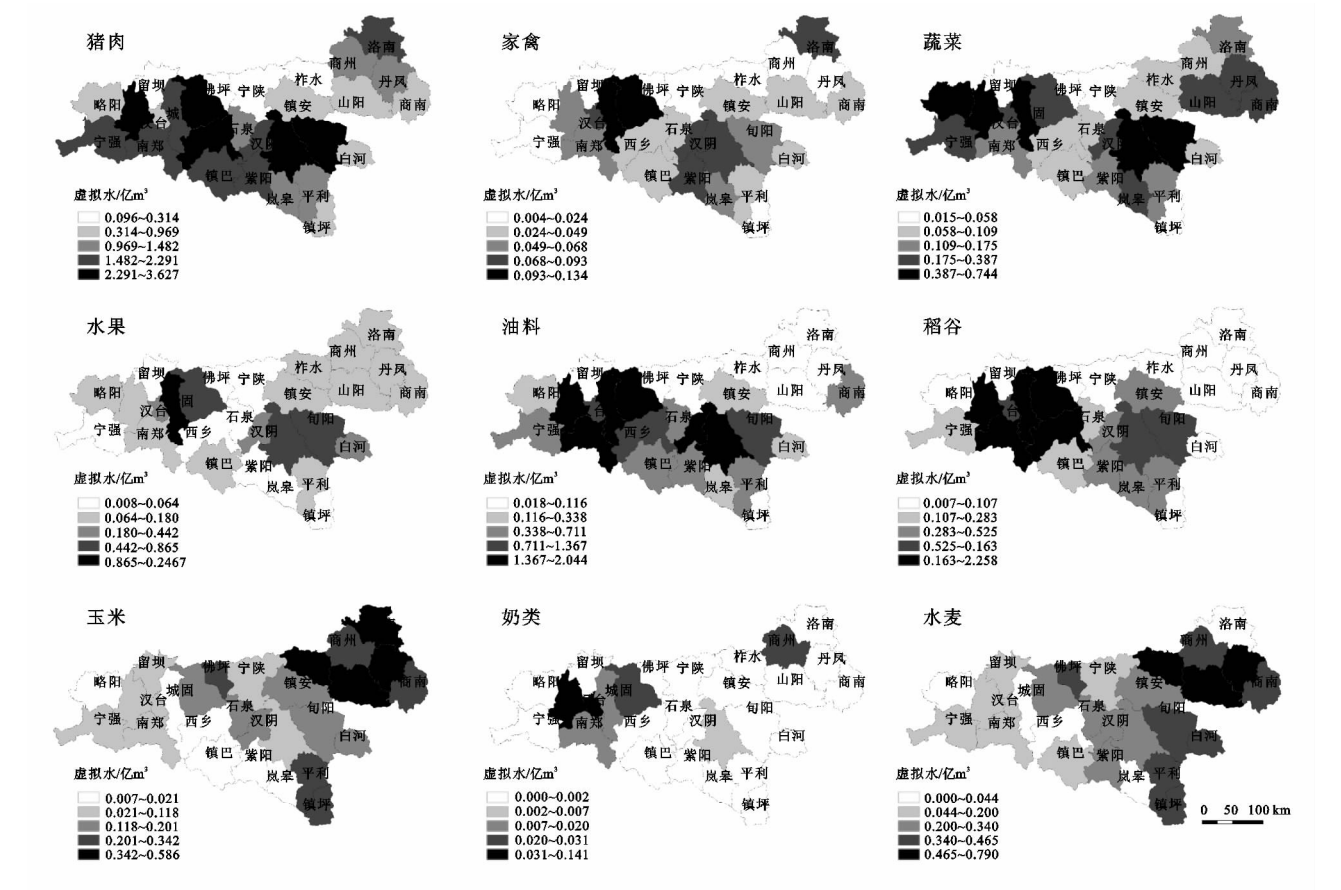 猪肉
洛南
商州
留坝
佛坪
宁陕
柞水
丹凤
略阳
城
镇安
山阳
商南
汉台
石泉
宁强
南郑
汉
白河
镇巴
紫阳
岚皋
平利
镇坪
虚拟水/亿m³
0.096~0.314
0.314~0.969
0.969~1.482
1.482~2.291
2.291~3.627
家禽
洛南
商州
留坝
佛坪
宁陕
柞水
丹凤
略阳
镇安
山阳
商南
汉台
石泉
旬阳
宁强
南郑
西乡
汉阴
白河
镇巴
紫阳
岚皋
平利
镇坪
虚拟水/亿m³
0.004~0.024
0.024~0.049
0.049~0.068
0.068~0.093
0.093~0.134
蔬菜
洛南
商州
留坝
佛坪
宁陕
柞水
丹凤
镇安
山阳
商南
汉台
石泉
宁强
南郑
西乡
汉阴
白河
镇巴
紫阳
岚皋
平利
镇坪
虚拟水/亿m³
0.015~0.058
0.058~0.109
0.109~0.175
0.175~0.387
0.387~0.744
水果
洛南
商州
留坝
佛坪
宁陕
柞水
丹凤
略阳
固
镇安
山阳
商南
汉台
石泉
旬阳
宁强
南郑
西乡
汉阴
白河
镇巴
紫阳
岚皋
平利
镇坪
虚拟水/亿m³
0.008~0.064
0.064~0.180
0.180~0.442
0.442~0.865
0.865~0.2467
油料
洛南
商州
留坝
佛坪
宁陕
柞水
丹凤
略阳
镇安
山阳
商南
台
石泉
旬阳
宁强
西乡
白河
镇巴
紫阳
岚皋
平利
镇坪
虚拟水/亿m³
0.018~0.116
0.116~0.338
0.338~0.711
0.711~1.367
1.367~2.044
稻谷
洛南
商州
留坝
佛坪
宁陕
柞水
丹凤
略阳
镇安
山阳
商南
石泉
旬阳
宁强
汉阴
白河
镇巴
紫阳
岚皋
平利
镇坪
虚拟水/亿m³
0.007~0.107
0.107~0.283
0.283~0.525
0.525~0.163
0.163~2.258
玉米
商州
留坝
佛坪
宁陕
略阳
城固
镇安
商南
汉台
石泉
旬阳
宁强
南郑
西乡
汉阴
白河
镇巴
紫阳
岚皋
平利
镇坪
虚拟水/亿m³
0.007~0.021
0.021~0.118
0.118~0.201
0.201~0.342
0.342~0.586
奶类
洛南
商州
留坝
佛坪
宁陕
柞水
丹凤
略阳
城固
镇安
山阳
商南
台
石泉
旬阳
宁强
南郑
西乡
汉阴
白河
镇巴
紫阳
岚皋
平利
镇坪
虚拟水/亿m³
0.000~0.002
0.002~0.007
0.007~0.020
0.020~0.031
0.031~0.141
水麦
洛南
商州
留坝
佛坪
宁陕
略阳
城固
镇安
商南
汉台
石泉
旬阳
宁强
南郑
西乡
汉阴
白河
镇巴
紫阳
岚皋
平利
镇坪
虚拟水/亿m³
0.000~0.044
0.044~0.200
0.200~0.340
0.340~0.465
0.465~0.790
0 50 100 km